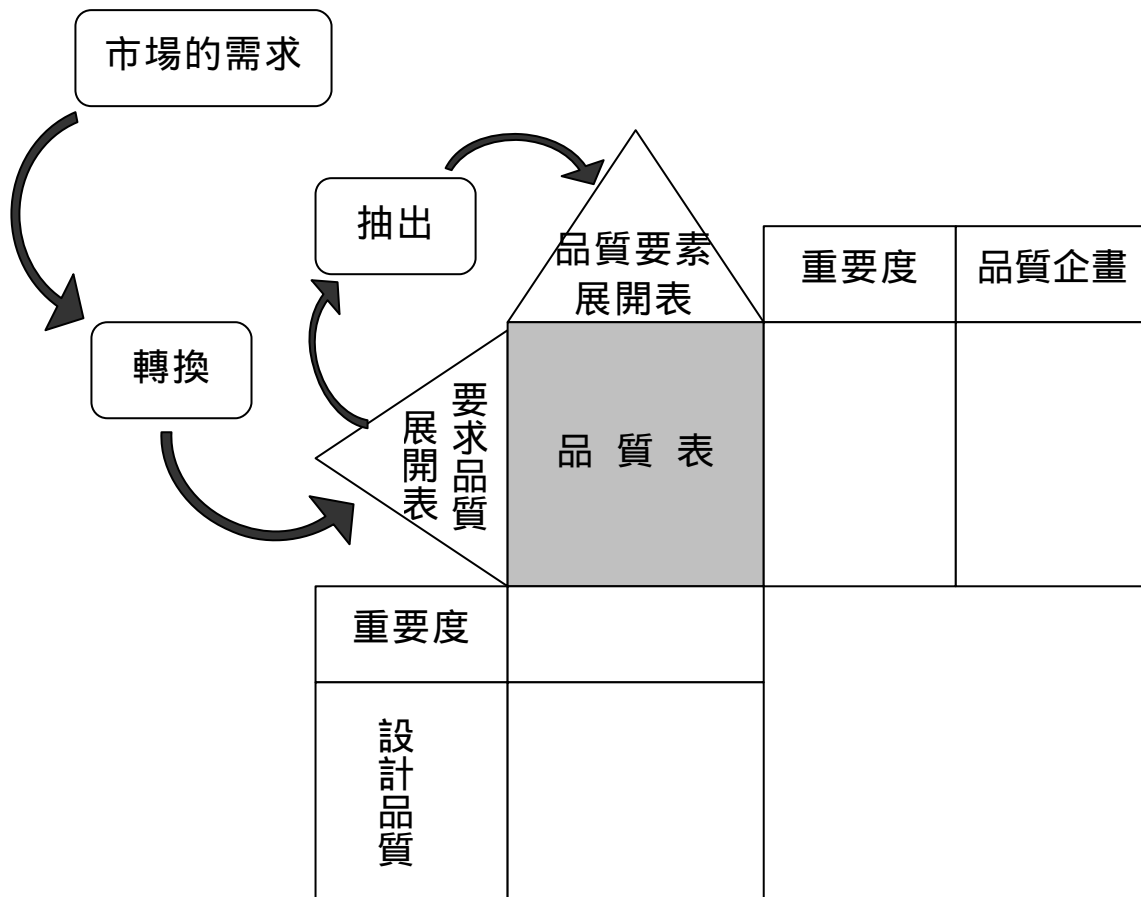 市場的需求
抽出
品質要素
展開表
重要度
品質企畫
轉換
要求品質
展開表
品質表
重要度
設計品質